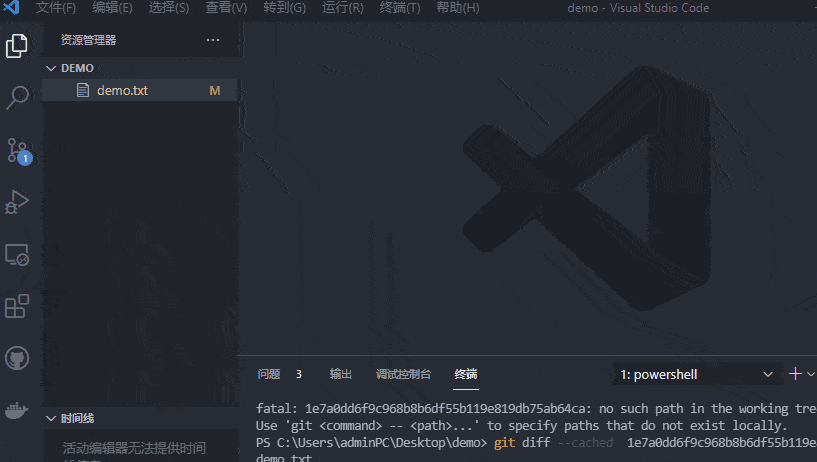 文件(F) 编辑(E) 选择(S) 查看(V) 转到(G) 运行(R) 终端(T) 帮助(H) demo - Visual Studio Code
资源管理器 ···
DEMO
demo.txt M
1
问题 3 输出 调试控制台 终端 1: powershell
fatal: 1e7a0dd6f9c968b8b6df55b119e819db75ab64ca: no such path in the working tre
Use 'git <command> -- <path>...' to specify paths that do not exist locally.
PS C:\Users\adminPC\Desktop\demo> git diff --cached 1e7a0dd6f9c968b8b6df55b119e
demo.txt
时间线
活动编辑器无法提供时间